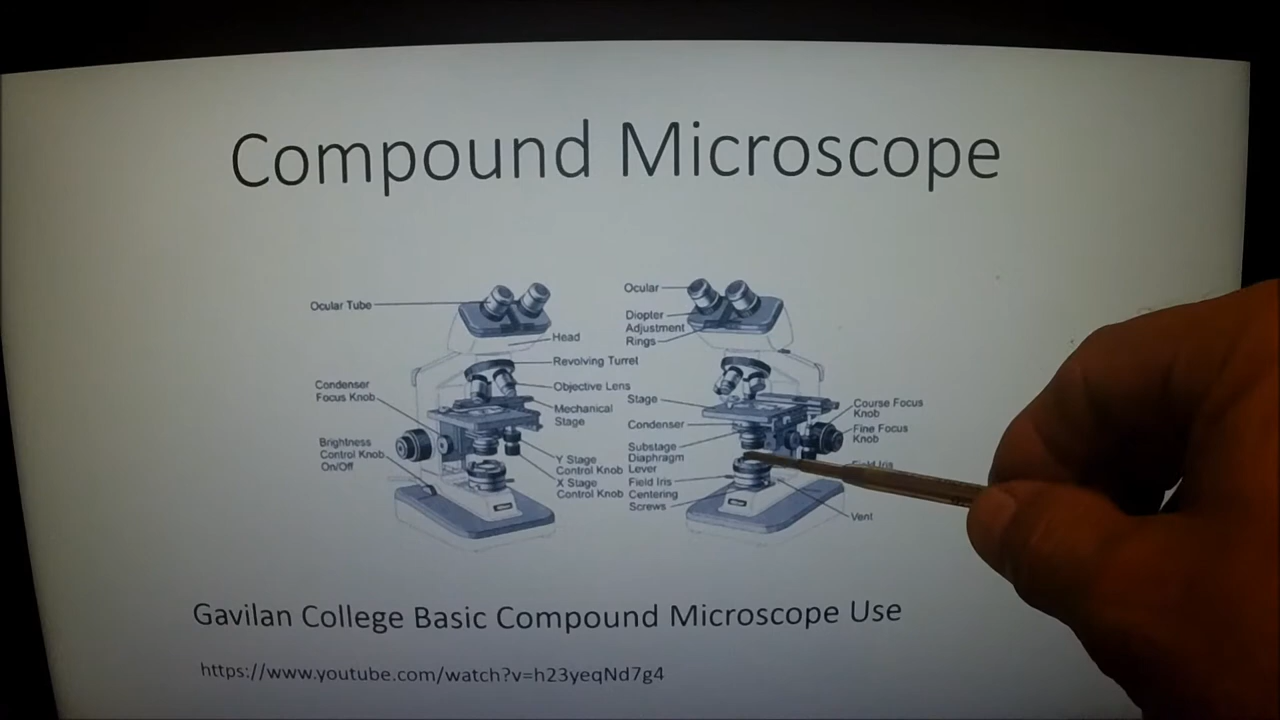 Compound Microscope
Ocular Tube
Head
Revolving Turret
Objective Lens
Mechanical
Stage
Condenser
Focus Knob
Brightness
Control Knob
On/Off
Y Stage
Control Knob
X Stage
Control Knob
Ocular
Diopter
Adjustment
Rings
Stage
Condenser
Substage
Diaphragm
Lever
Field Iris
Centering
Screws
Course Focus
Knob
Fine Focus
Knob
Field Iris
Vent
Gavilan College Basic Compound Microscope Use
https://www.youtube.com/watch?v=h23yeqNd7g4